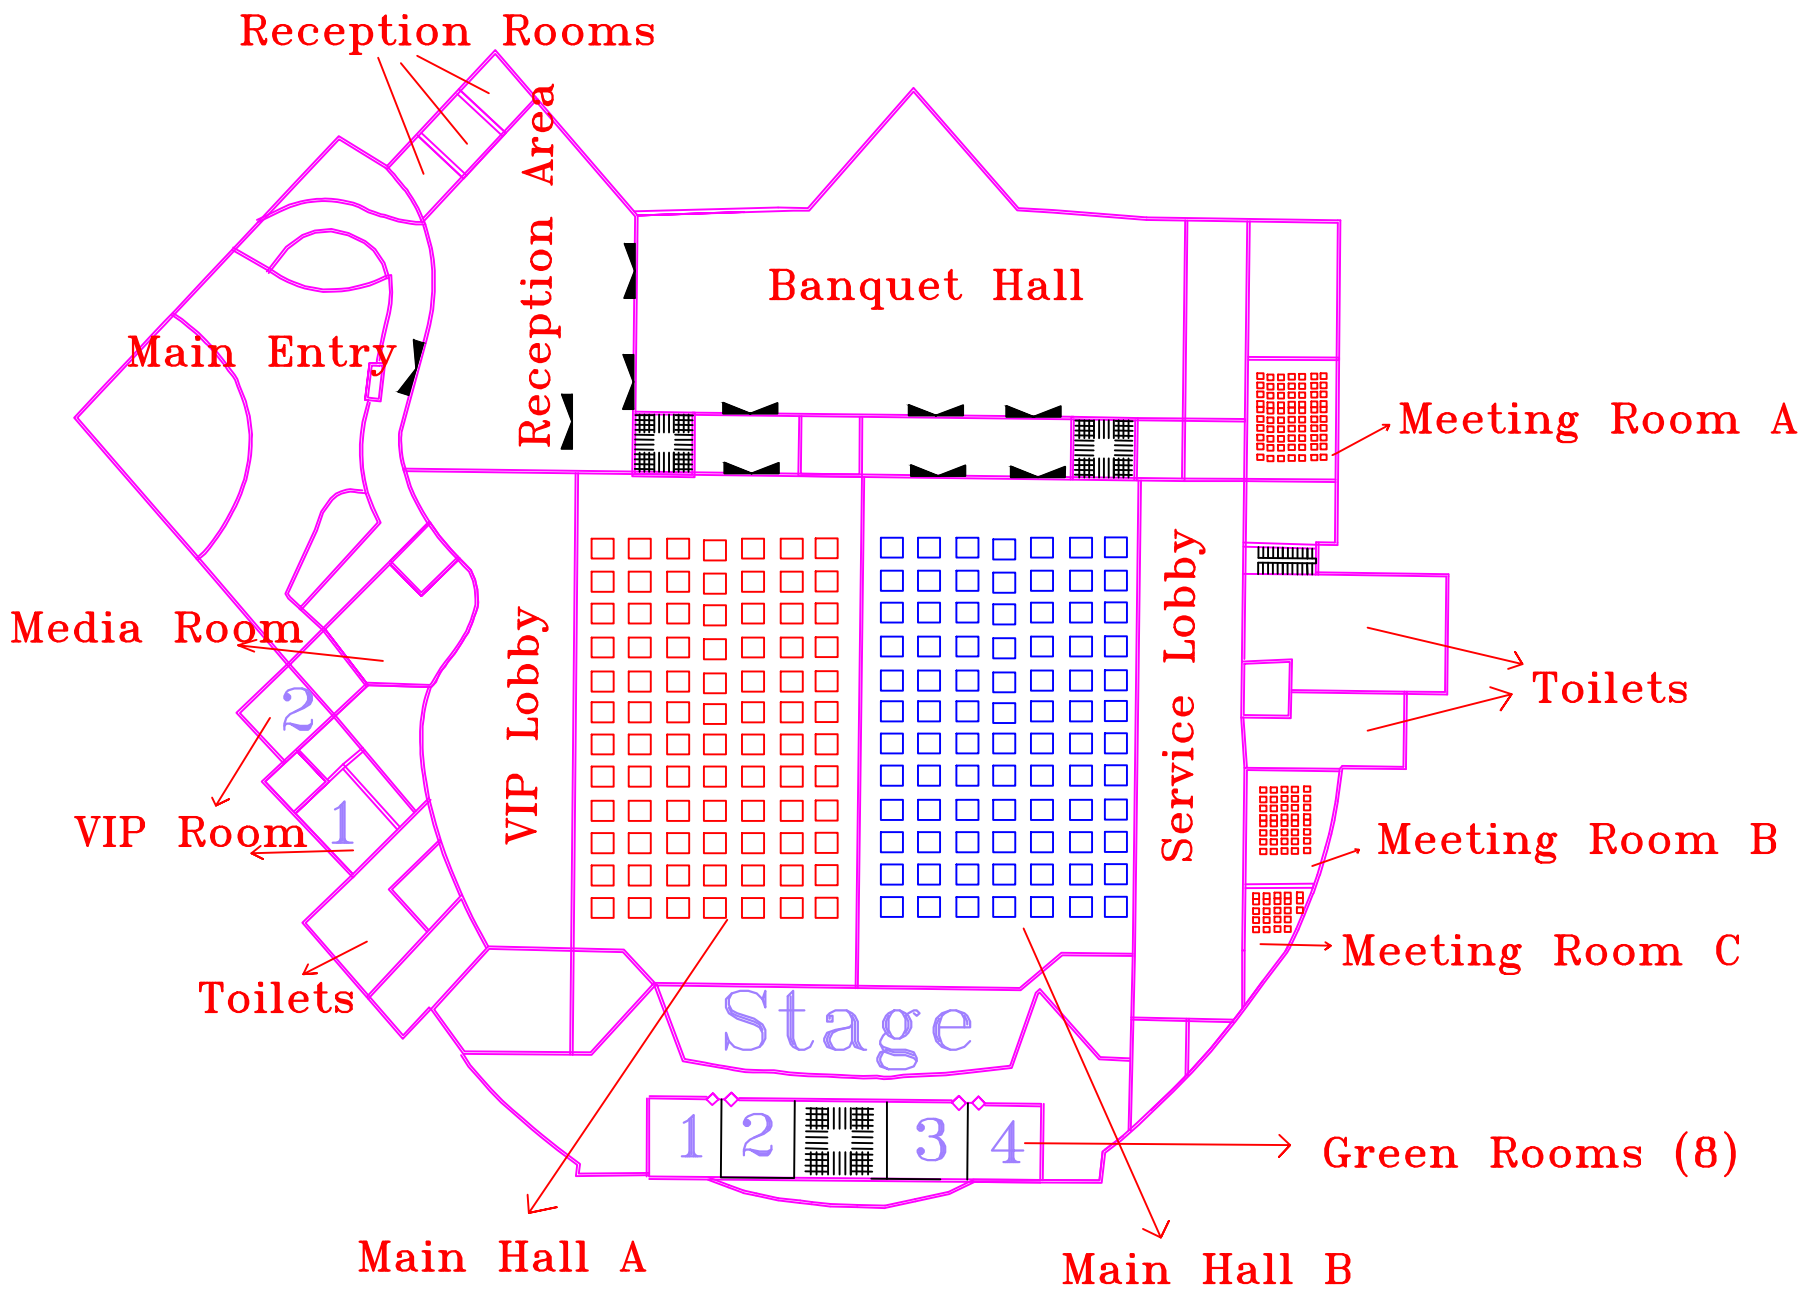 Reception Rooms
Reception Area
Banquet Hall
Main Entry
Meeting Room A
VIP Lobby
Service Lobby
Media Room
2
Toilets
VIP Room
1
Meeting Room B
Meeting Room C
Toilets
Stage
1
2
3
4
Green Rooms (8)
Main Hall A
Main Hall B